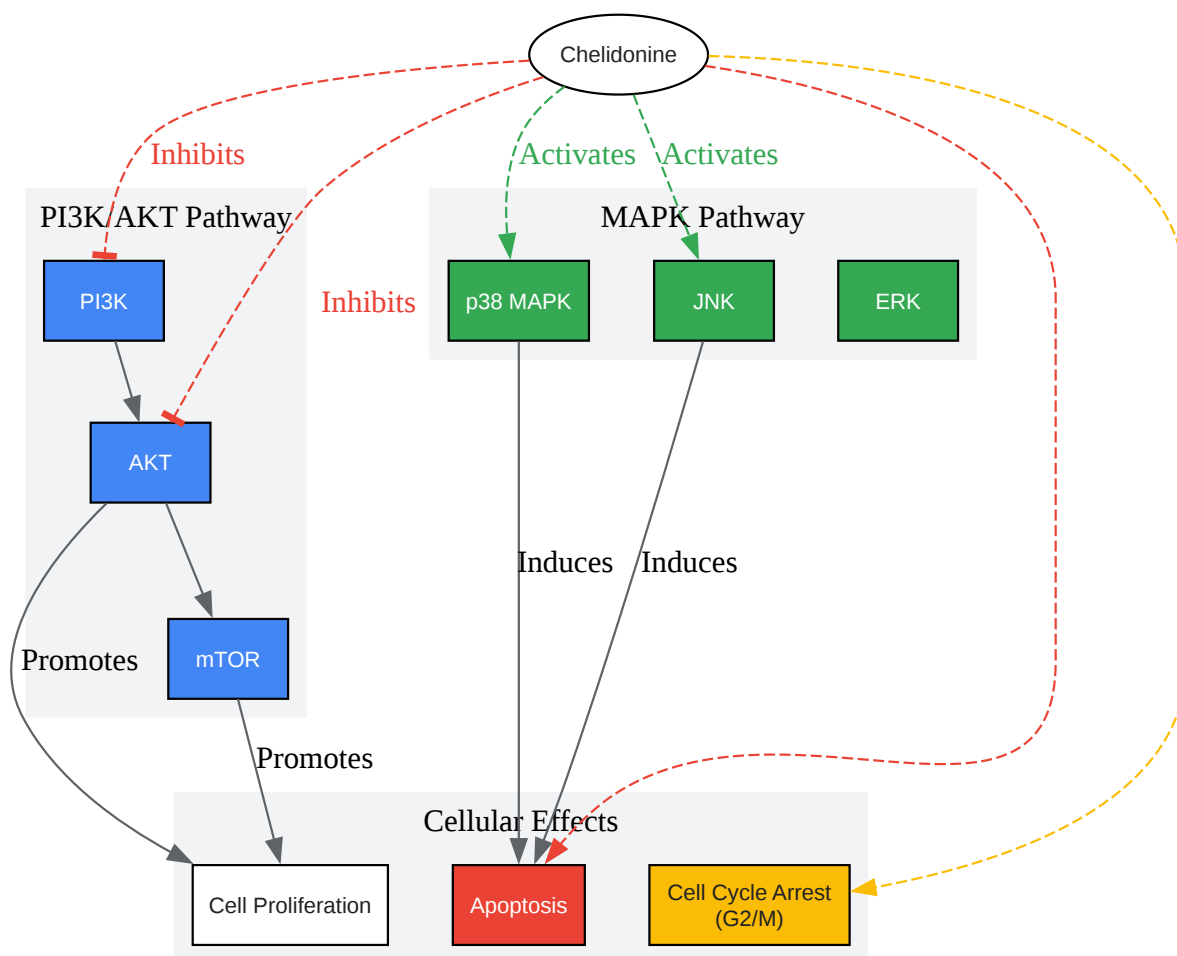 Chelidonine
Inhibits
Activates
Activates
PI3K/AKT Pathway
MAPK Pathway
PI3K
Inhibits
p38 MAPK
JNK
ERK
AKT
Induces
Induces
Promotes
mTOR
Promotes
Cellular Effects
Cell Proliferation
Apoptosis
Cell Cycle Arrest
(G2/M)